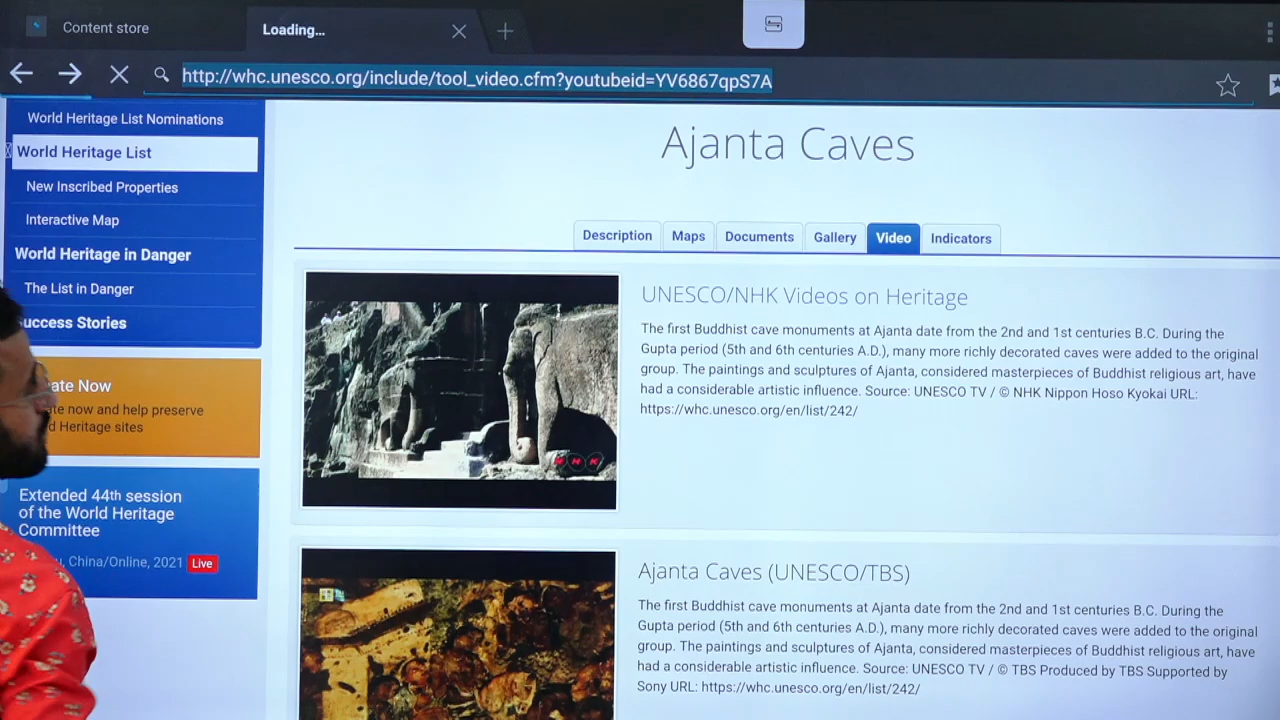 Content store
Loading...
http://whc.unesco.org/include/tool_video.cfm?youtubeid=YV6867qpS7A
World Heritage List Nominations
World Heritage List
New Inscribed Properties
Interactive Map
World Heritage in Danger
The List in Danger
uccess Stories
ate Now
te now and help preserve
d Heritage sites
Extended 44th session
of the World Heritage
Committee
, China/Online, 2021 Live
Ajanta Caves
Description Maps Documents Gallery Video Indicators
UNESCO/NHK Videos on Heritage
The first Buddhist cave monuments at Ajanta date from the 2nd and 1st centuries B.C. During the
Gupta period (5th and 6th centuries A.D.), many more richly decorated caves were added to the original
group. The paintings and sculptures of Ajanta, considered masterpieces of Buddhist religious art, have
had a considerable artistic influence. Source: UNESCO TV / © NHK Nippon Hoso Kyokai URL:
https://whc.unesco.org/en/list/242/
NHK
Ajanta Caves (UNESCO/TBS)
The first Buddhist cave monuments at Ajanta date from the 2nd and 1st centuries B.C. During the
Gupta period (5th and 6th centuries A.D.), many more richly decorated caves were added to the original
group. The paintings and sculptures of Ajanta, considered masterpieces of Buddhist religious art, have
had a considerable artistic influence. Source: UNESCO TV / © TBS Produced by TBS Supported by
Sony URL: https://whc.unesco.org/en/list/242/